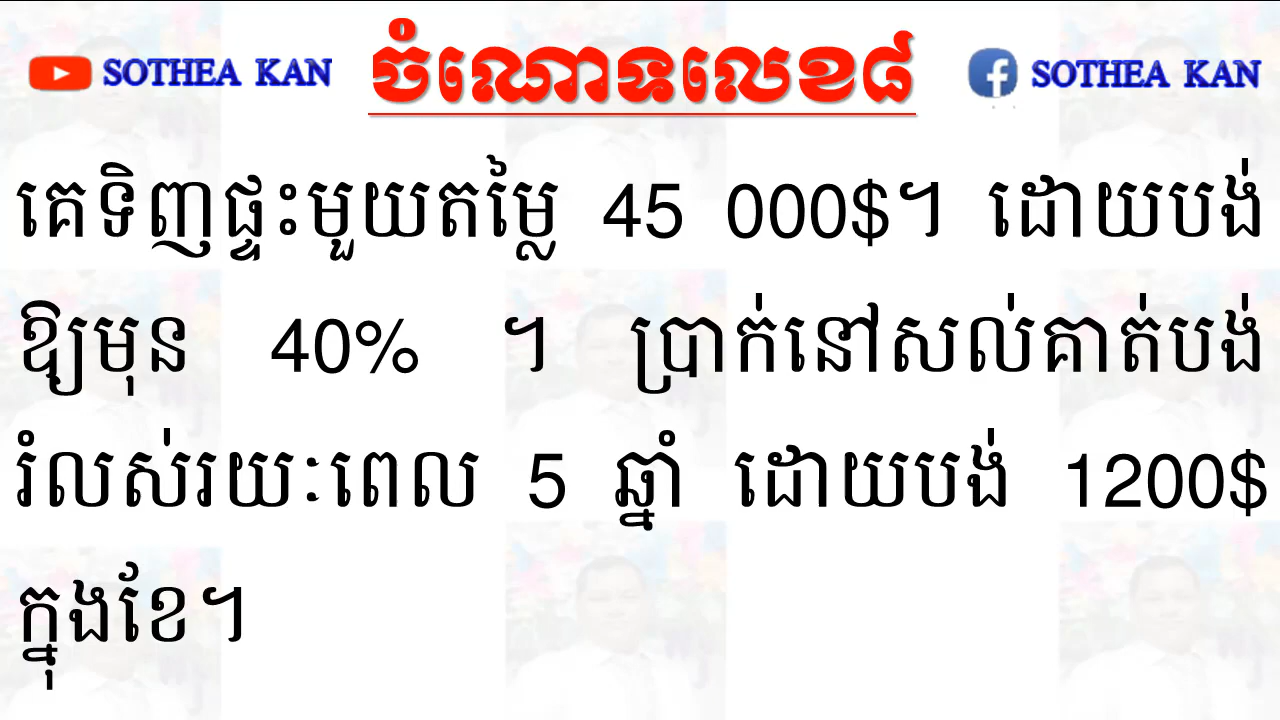 SOTHEA KAN ចំណោទលេខ៨ SOTHEA KAN
គេទិញផ្ទះមួយតម្លៃ 45 000$។ ដោយបង់
ឱ្យមុន 40% ។ ប្រាក់នៅសល់គាត់បង់
រំលស់រយៈពេល 5 ឆ្នាំ ដោយបង់ 1200$
ក្នុងខែ។